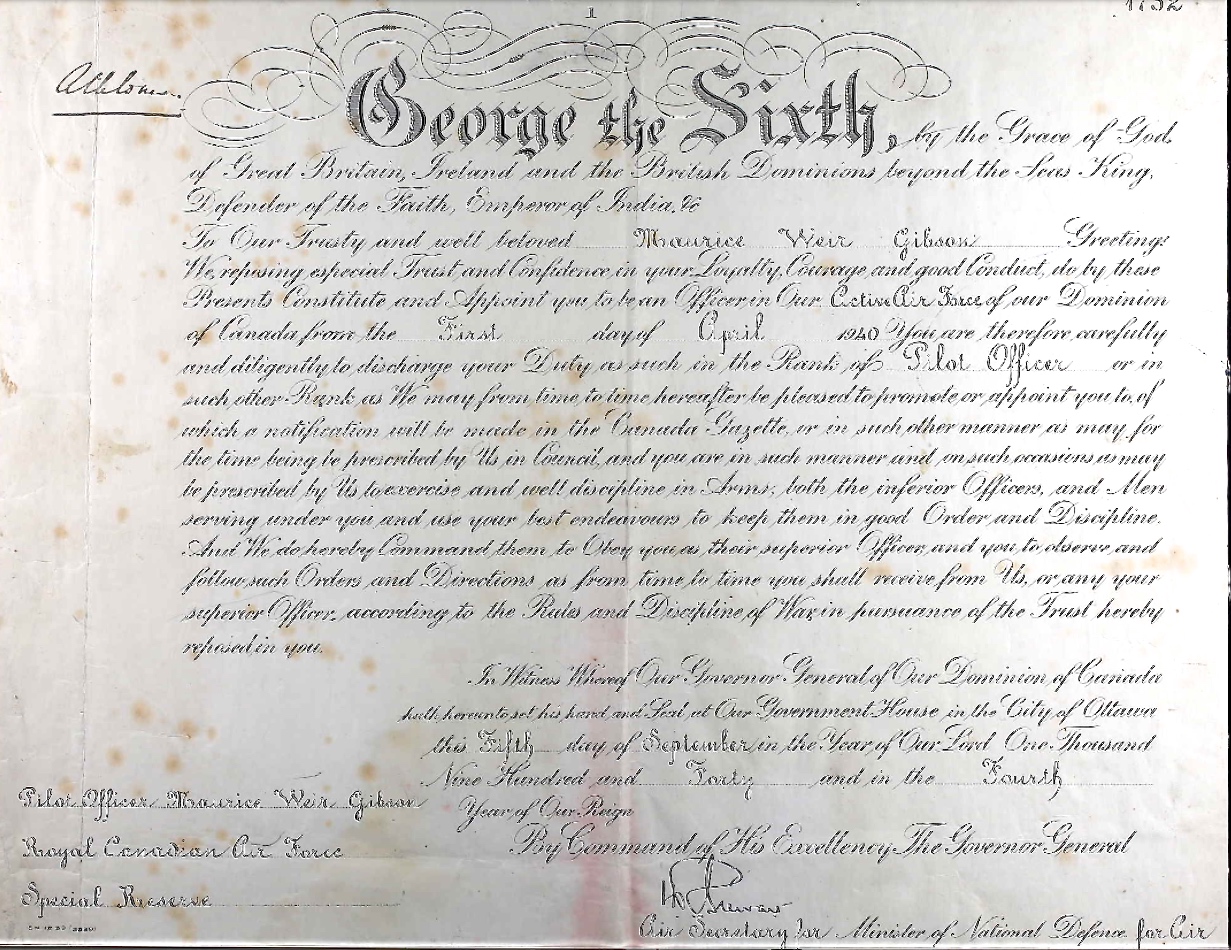 1
1732
Athlone.
George the Sixth, by the Grace of God,
of Great Britain, Ireland and the British Dominions beyond the Seas King,
Defender of the Faith, Emperor of India, &c
To Our Trusty and well beloved Maurice Weir Gibson Greeting:
We, reposing especial Trust and Confidence, in your Loyalty, Courage, and good Conduct, do by these
Presents Constitute and Appoint you to be an Officer in Our Active Air Force of our Dominion
of Canada from the First day of April 1940 You are therefore carefully
and diligently to discharge your Duty as such in the Rank of Pilot Officer or in
such other Rank as We may from time to time hereafter be pleased to promote or appoint you to, of
which a notification will be made in the Canada Gazette, or in such other manner as may, for
the time being be prescribed by Us in Council, and you are in such manner and on such occasions as may
be prescribed by Us to exercise and well discipline in Arms, both the inferior Officers, and Men
serving under you and use your best endeavours to keep them in good Order and Discipline.
And We do hereby Command them to Obey you as their superior Officer, and you to observe, and
follow such Orders and Directions as from time to time you shall receive from Us, or any your
superior Officer, according to the Rules and Discipline of War, in pursuance of the Trust hereby
reposed in you.
In Witness Whereof Our Governor General of Our Dominion of Canada
hath hereunto set his hand and Seal at Our Government House in the City of Ottawa
this Fifth day of September in the Year of Our Lord One Thousand
Nine Hundred and Forty and in the Fourth
Year of Our Reign
Pilot Officer Maurice Weir Gibson
Royal Canadian Air Force
Special Reserve
By Command of His Excellency The Governor General
Air Secretary for Minister of National Defence for Air